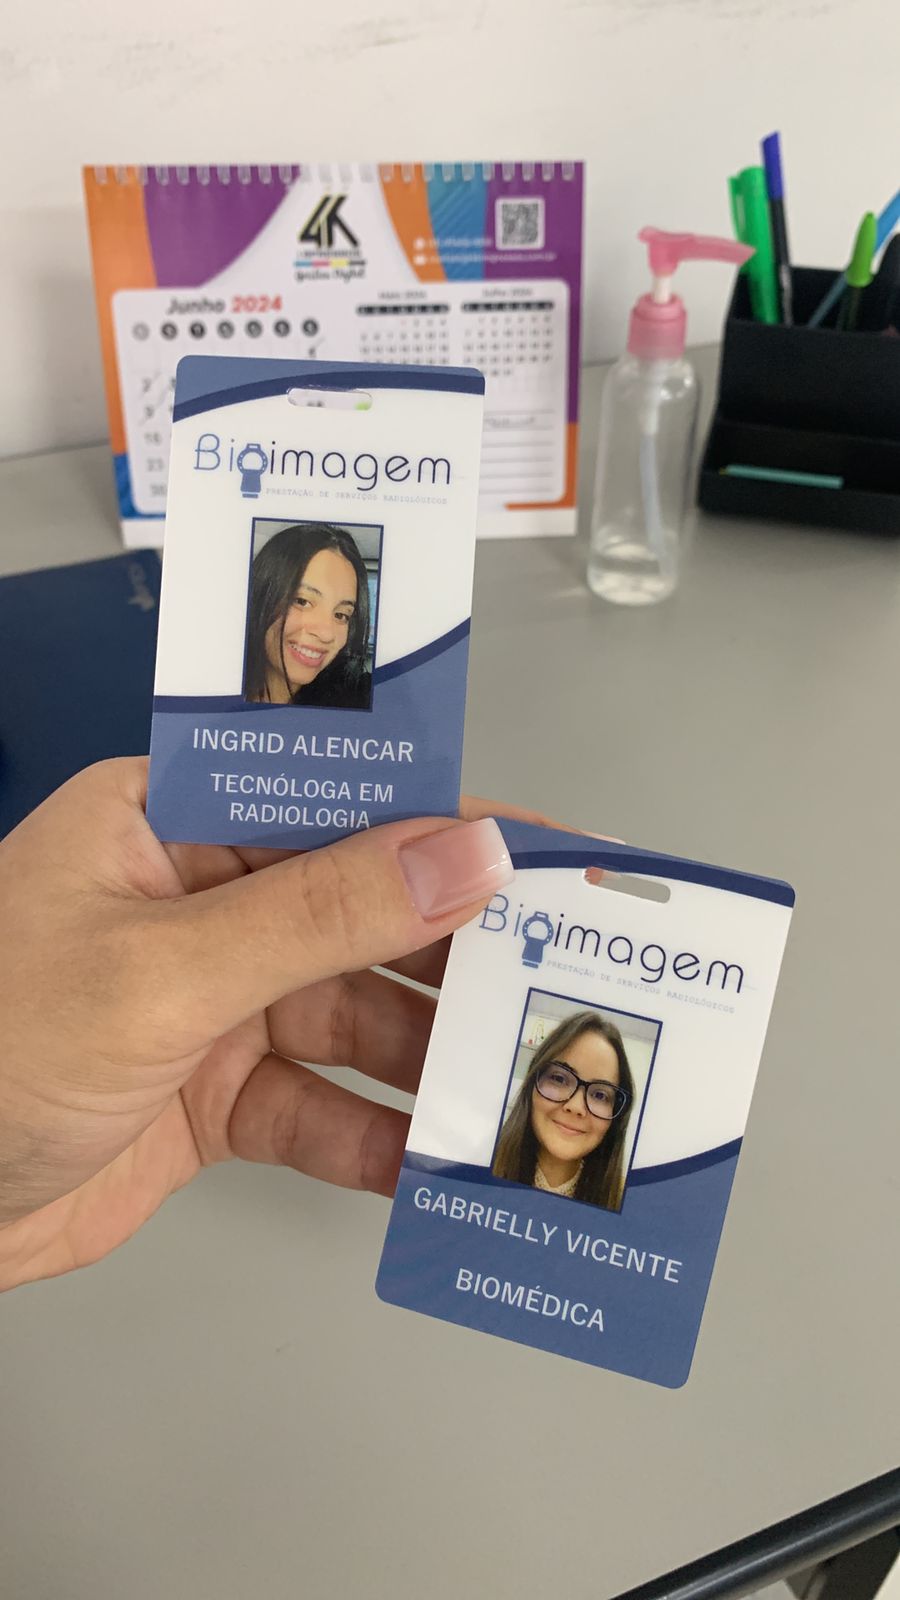 4K
Junho 2024
Bioimagem
PRESTAÇÃO DE SERVIÇOS RADIOLÓGICOS
INGRID ALENCAR
TECNÓLOGA EM
RADIOLOGIA
Bioimagem
PRESTAÇÃO DE SERVIÇOS RADIOLÓGICOS
GABRIELLY VICENTE
BIOMÉDICA